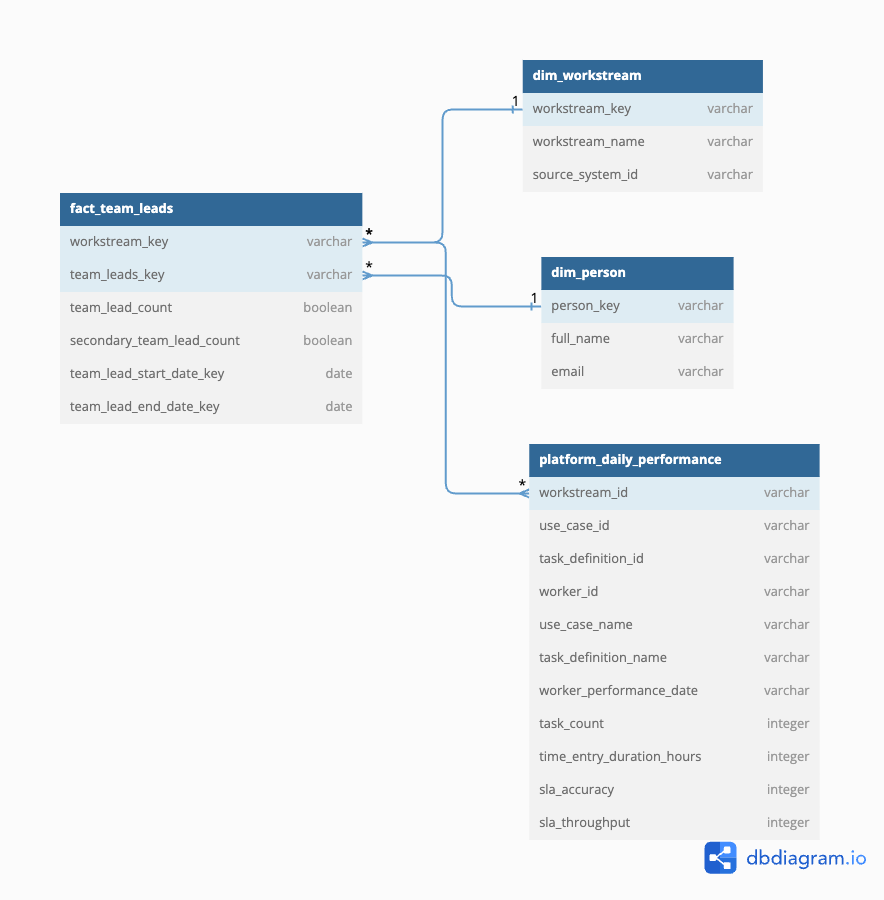 dim_workstream
1
workstream_key varchar
workstream_name varchar
source_system_id varchar
fact_team_leads
*
workstream_key varchar
*
team_leads_key varchar
team_lead_count boolean
secondary_team_lead_count boolean
team_lead_start_date_key date
team_lead_end_date_key date
dim_person
1
person_key varchar
full_name varchar
email varchar
platform_daily_performance
*
workstream_id varchar
use_case_id varchar
task_definition_id varchar
worker_id varchar
use_case_name varchar
task_definition_name varchar
worker_performance_date varchar
task_count integer
time_entry_duration_hours integer
sla_accuracy integer
sla_throughput integer
dbdiagram.io